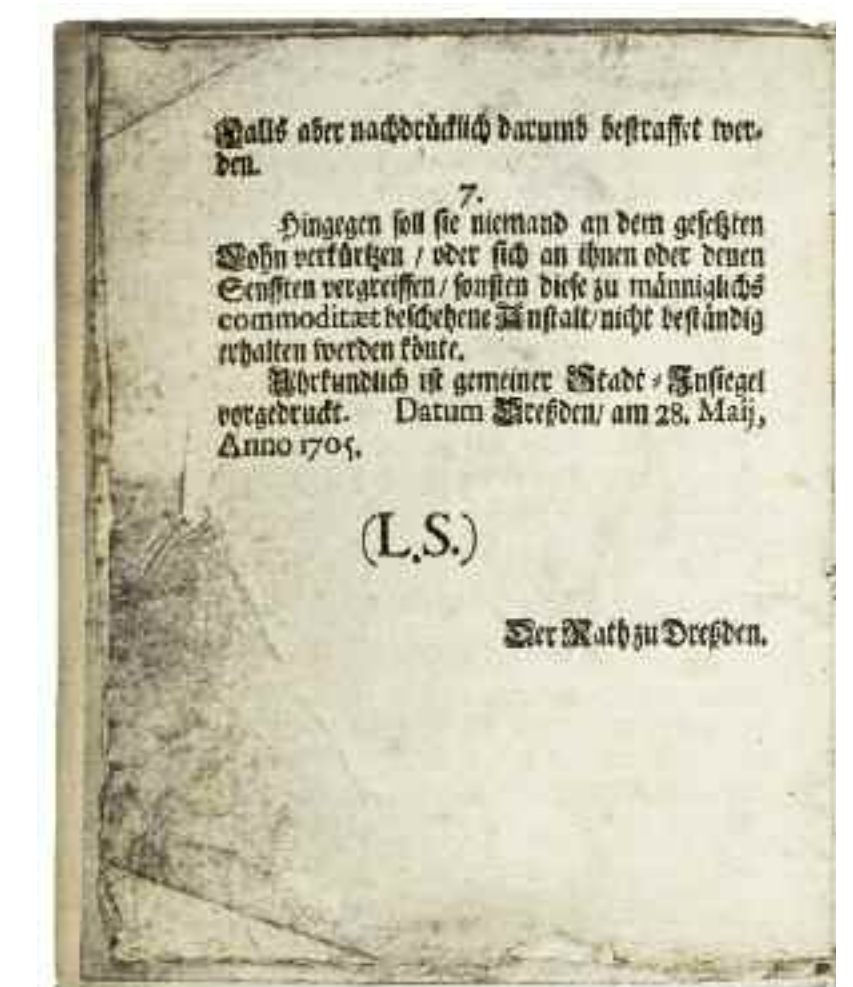 Falls aber nachdrücklich darumb bestraffet wer-
den.
7.
Hingegen soll sie niemand an dem gesetzten
Lohn verkürtzen / oder sich an ihnen oder denen
Senfften vergreiffen / sonsten diese zu männiglichs
commoditæt beschehene Anstalt / nicht beständig
erhalten werden könte.
Uhrkundlich ist gemeiner Stadt-Insiegel
vorgedruckt. Datum Dreßden / am 28. Maij,
Anno 1705.
(L.S.)
Der Rath zu Dreßden.